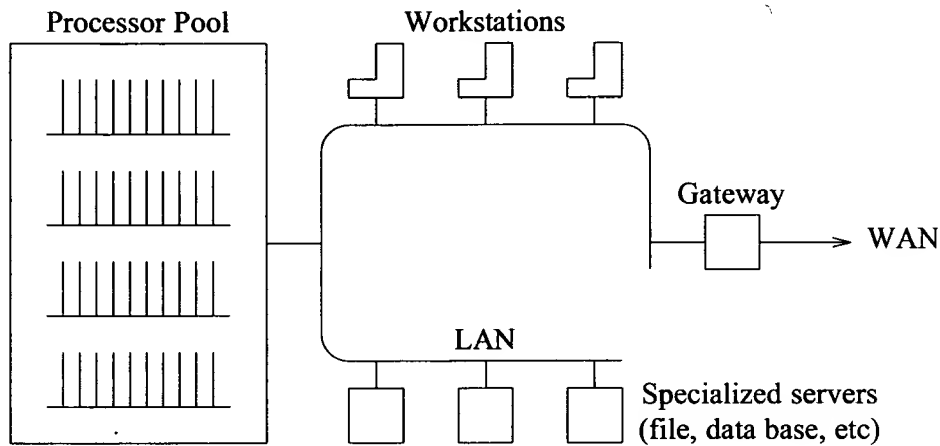 Processor Pool
Workstations
Gateway
WAN
LAN
Specialized servers
(file, data base, etc)